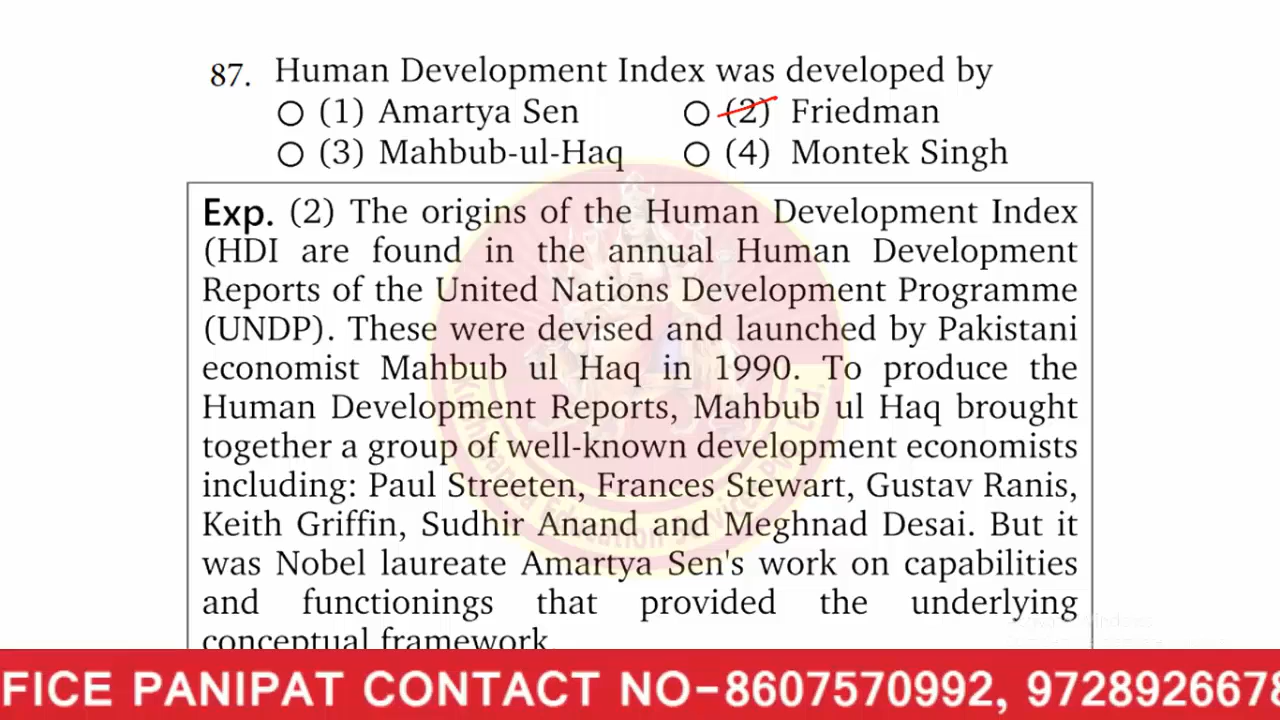 87. Human Development Index was developed by
(1) Amartya Sen (2) Friedman
(3) Mahbub-ul-Haq (4) Montek Singh
Exp. (2) The origins of the Human Development Index
(HDI are found in the annual Human Development
Reports of the United Nations Development Programme
(UNDP). These were devised and launched by Pakistani
economist Mahbub ul Haq in 1990. To produce the
Human Development Reports, Mahbub ul Haq brought
together a group of well-known development economists
including: Paul Streeten, Frances Stewart, Gustav Ranis,
Keith Griffin, Sudhir Anand and Meghnad Desai. But it
was Nobel laureate Amartya Sen's work on capabilities
and functionings that provided the underlying
conceptual framework.
FICE PANIPAT CONTACT NO-8607570992, 9728926678